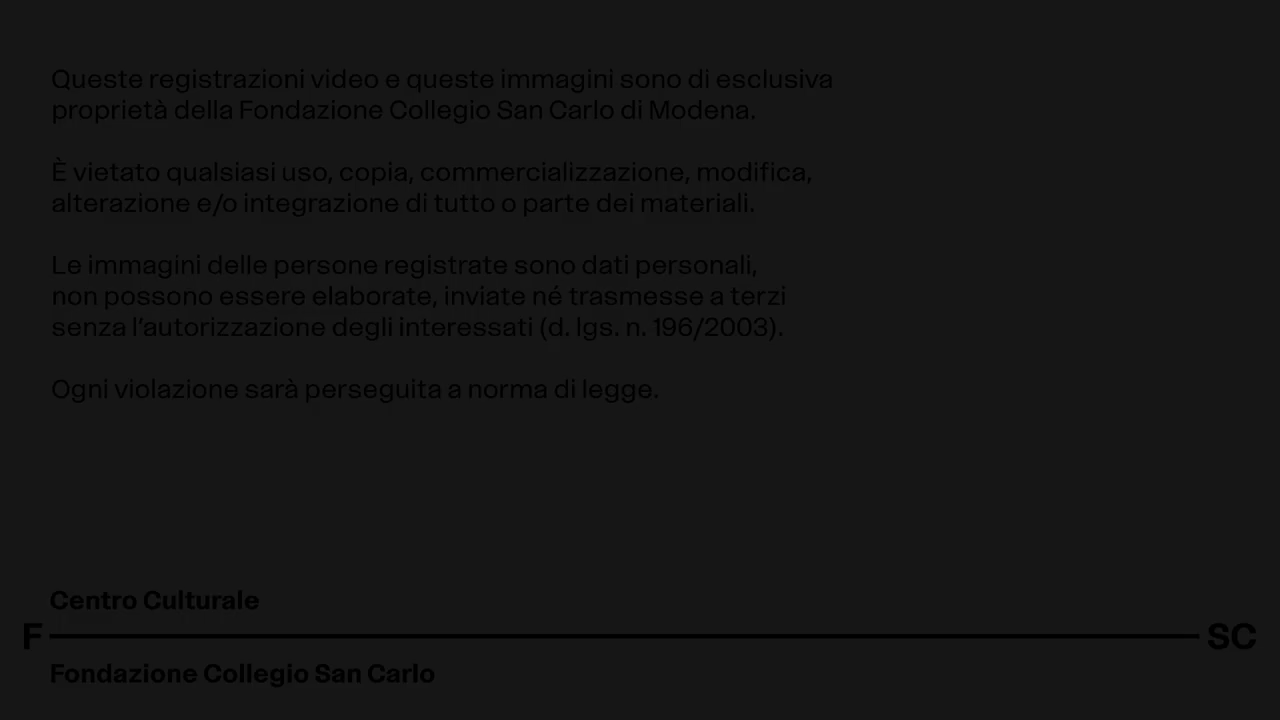 Queste registrazioni video e queste immagini sono di esclusiva
proprietà della Fondazione Collegio San Carlo di Modena.
È vietato qualsiasi uso, copia, commercializzazione, modifica,
alterazione e/o integrazione di tutto o parte dei materiali.
Le immagini delle persone registrate sono dati personali,
non possono essere elaborate, inviate né trasmesse a terzi
senza l’autorizzazione degli interessati (d. lgs. n. 196/2003).
Ogni violazione sarà perseguita a norma di legge.
Centro Culturale
F SC
Fondazione Collegio San Carlo